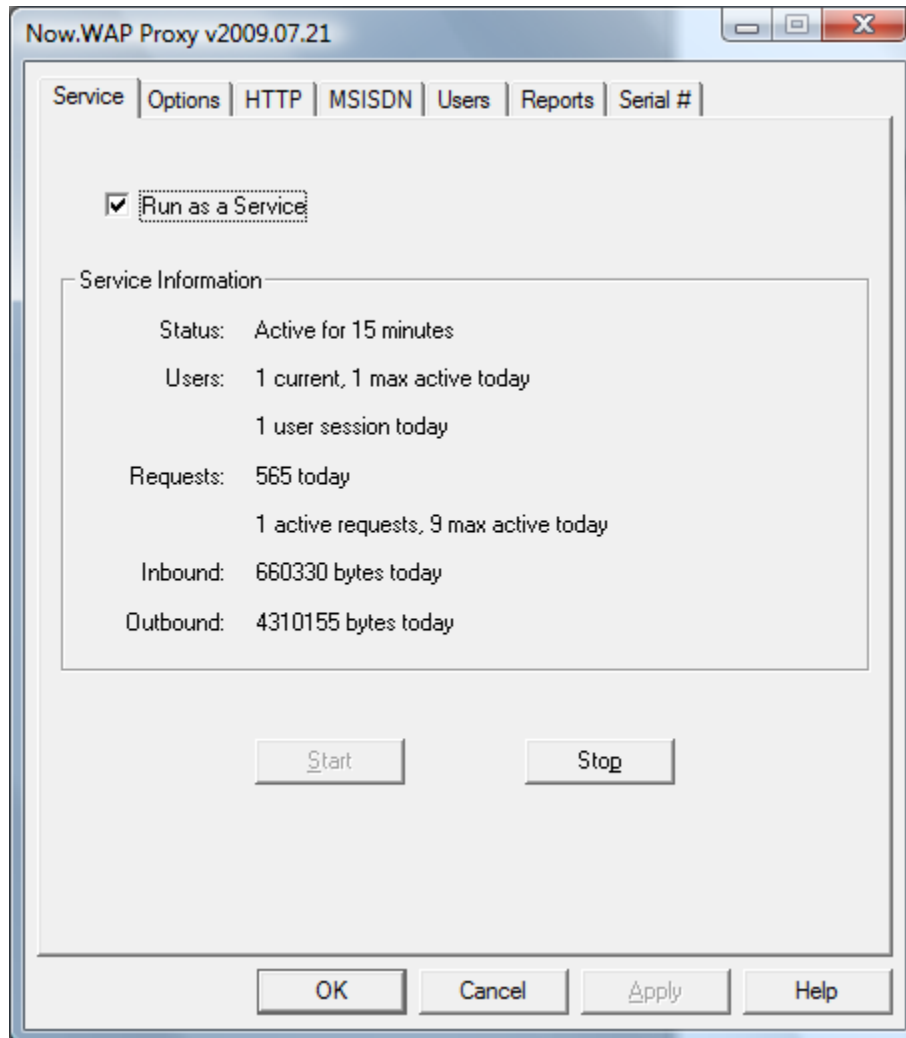 Now.WAP Proxy v2009.07.21
Service Options HTTP MSISDN Users Reports Serial #
Run as a Service
Service Information
Status: Active for 15 minutes
Users: 1 current, 1 max active today
1 user session today
Requests: 565 today
1 active requests, 9 max active today
Inbound: 660330 bytes today
Outbound: 4310155 bytes today
Start Stop
OK Cancel Apply Help